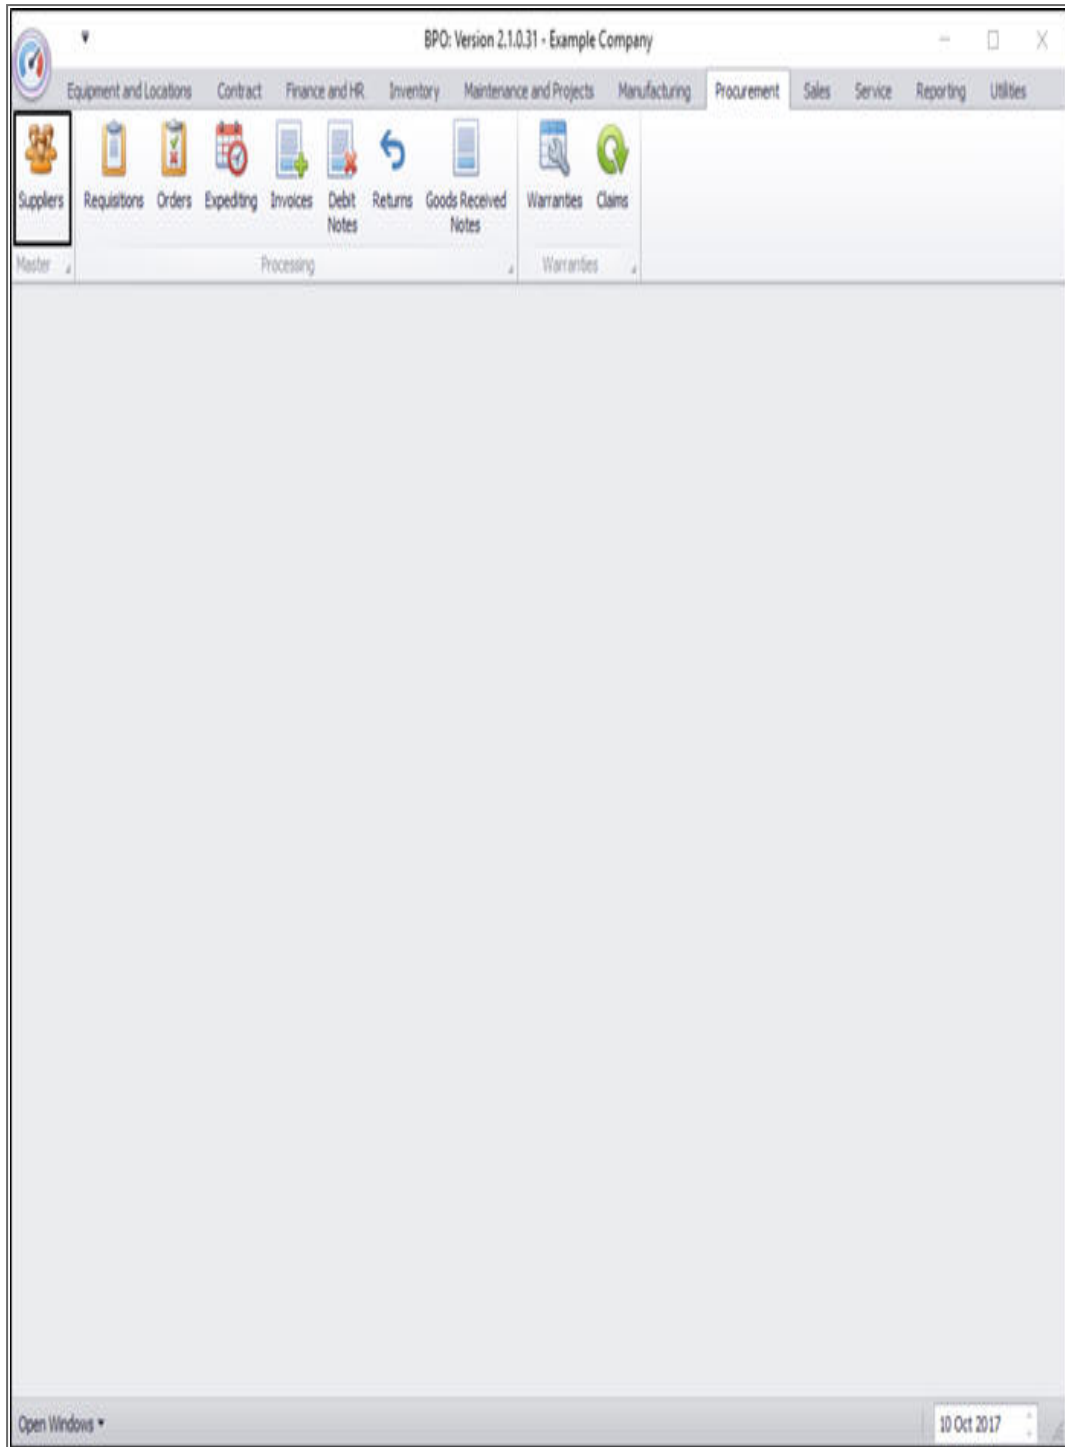 BPO: Version 2.1.0.31 - Example Company
Equipment and Locations Contract Finance and HR Inventory Maintenance and Projects Manufacturing Procurement Sales Service Reporting Utilities
Suppliers Requisitions Orders Expediting Invoices Debit Returns Goods Received Warranties Claims
Notes Notes
Master Processing Warranties
Open Windows 10 Oct 2017